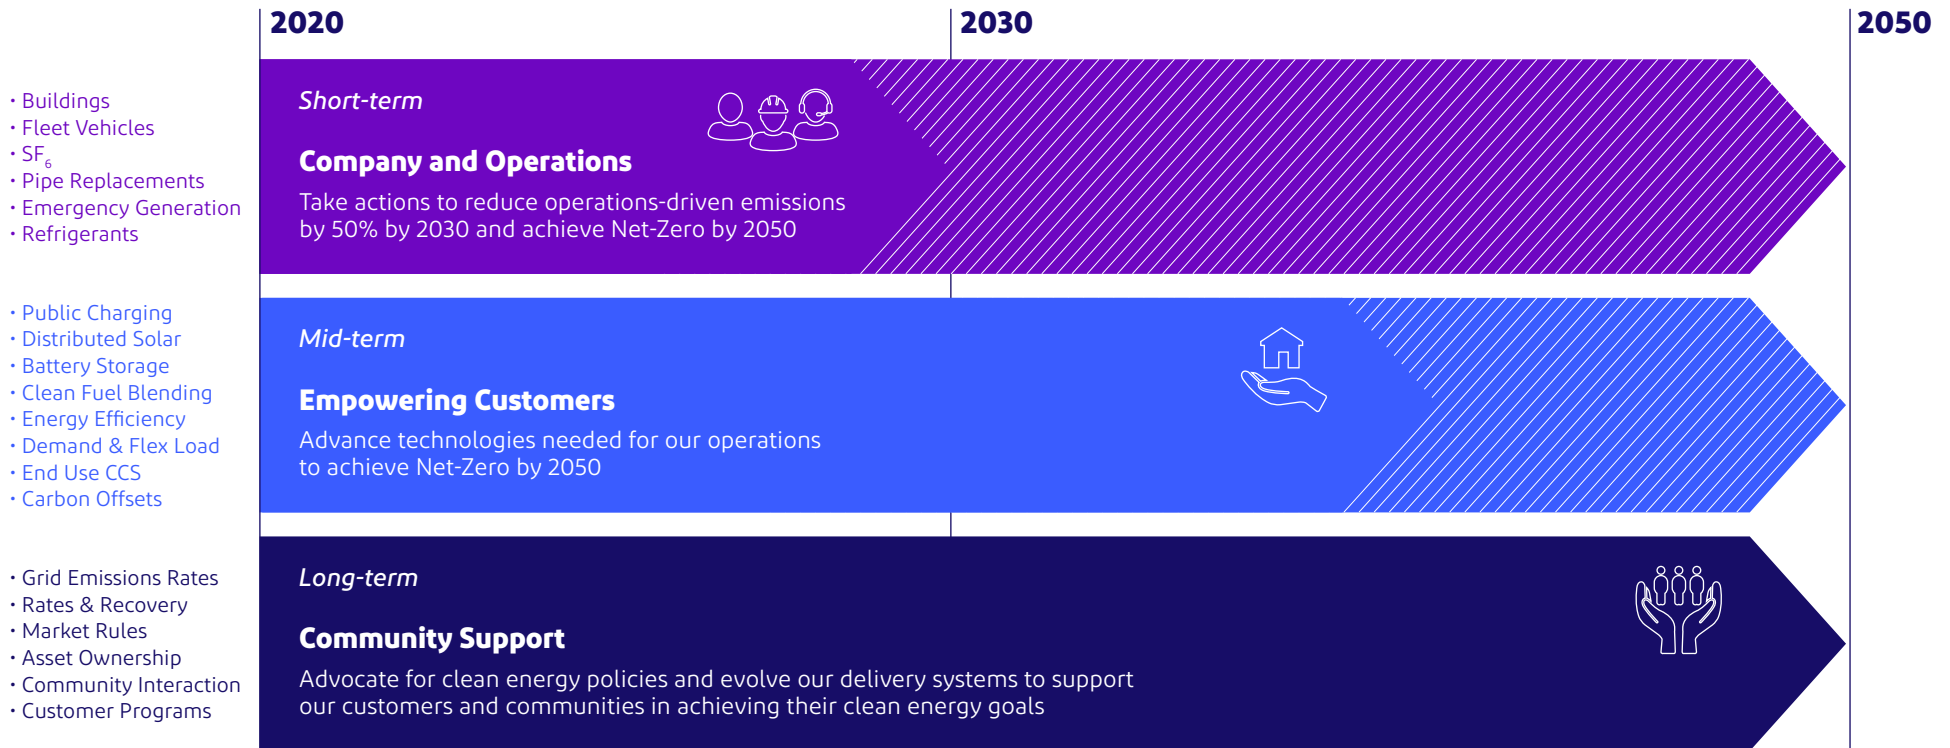 2020
2030
2050
• Buildings
• Fleet Vehicles
• SF₆
• Pipe Replacements
• Emergency Generation
• Refrigerants
Short-term
Company and Operations
Take actions to reduce operations-driven emissions
by 50% by 2030 and achieve Net-Zero by 2050
• Public Charging
• Distributed Solar
• Battery Storage
• Clean Fuel Blending
• Energy Efficiency
• Demand & Flex Load
• End Use CCS
• Carbon Offsets
Mid-term
Empowering Customers
Advance technologies needed for our operations
to achieve Net-Zero by 2050
• Grid Emissions Rates
• Rates & Recovery
• Market Rules
• Asset Ownership
• Community Interaction
• Customer Programs
Long-term
Community Support
Advocate for clean energy policies and evolve our delivery systems to support
our customers and communities in achieving their clean energy goals